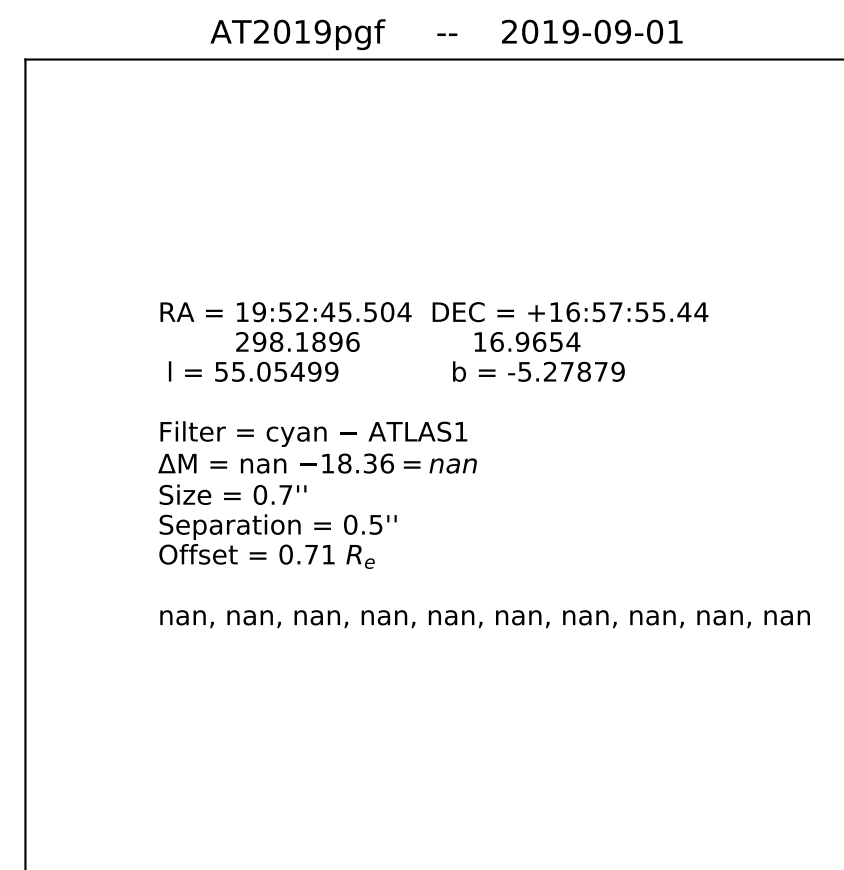 AT2019pgf -- 2019-09-01
RA = 19:52:45.504 DEC = +16:57:55.44
298.1896 16.9654
l = 55.05499 b = -5.27879
Filter = cyan − ATLAS1
ΔM = nan −18.36 = nan
Size = 0.7''
Separation = 0.5''
Offset = 0.71 Rₑ
nan, nan, nan, nan, nan, nan, nan, nan, nan, nan